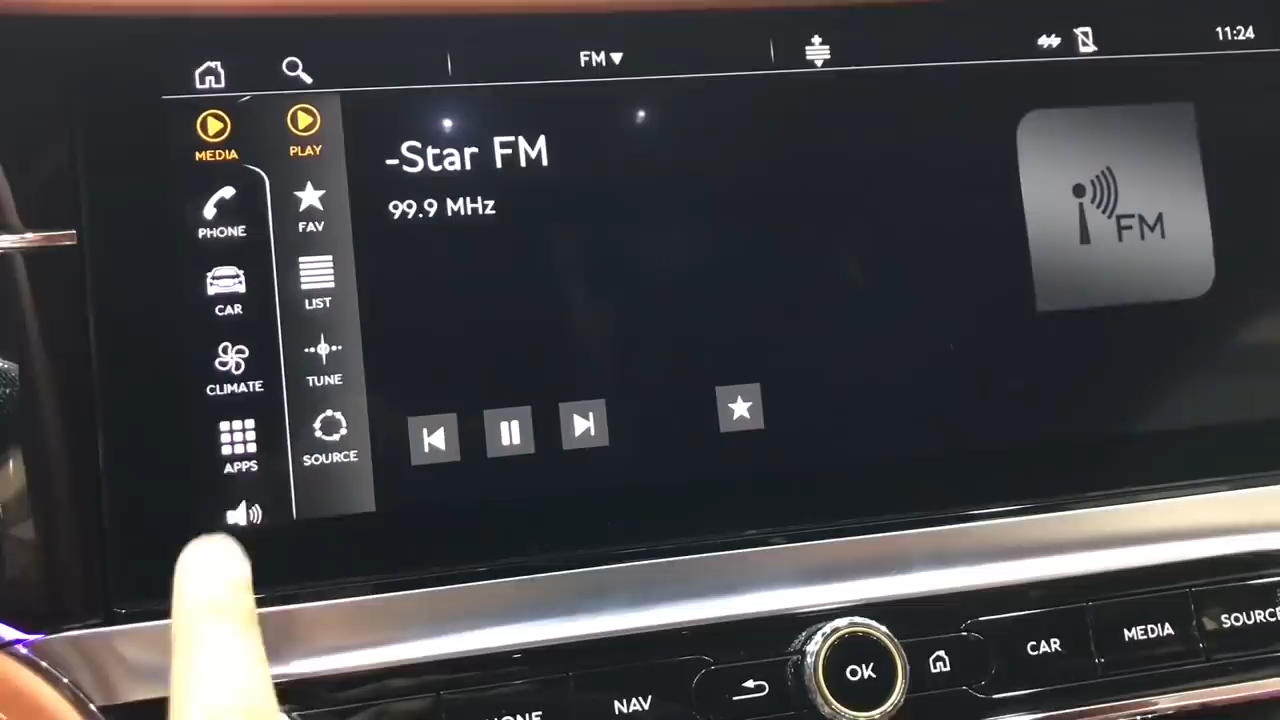 FM
11:24
MEDIA
PLAY
-Star FM
99.9 MHz
PHONE
FAV
CAR
LIST
CLIMATE
TUNE
APPS
SOURCE
FM
OK
CAR
MEDIA
SOURCE
NAV